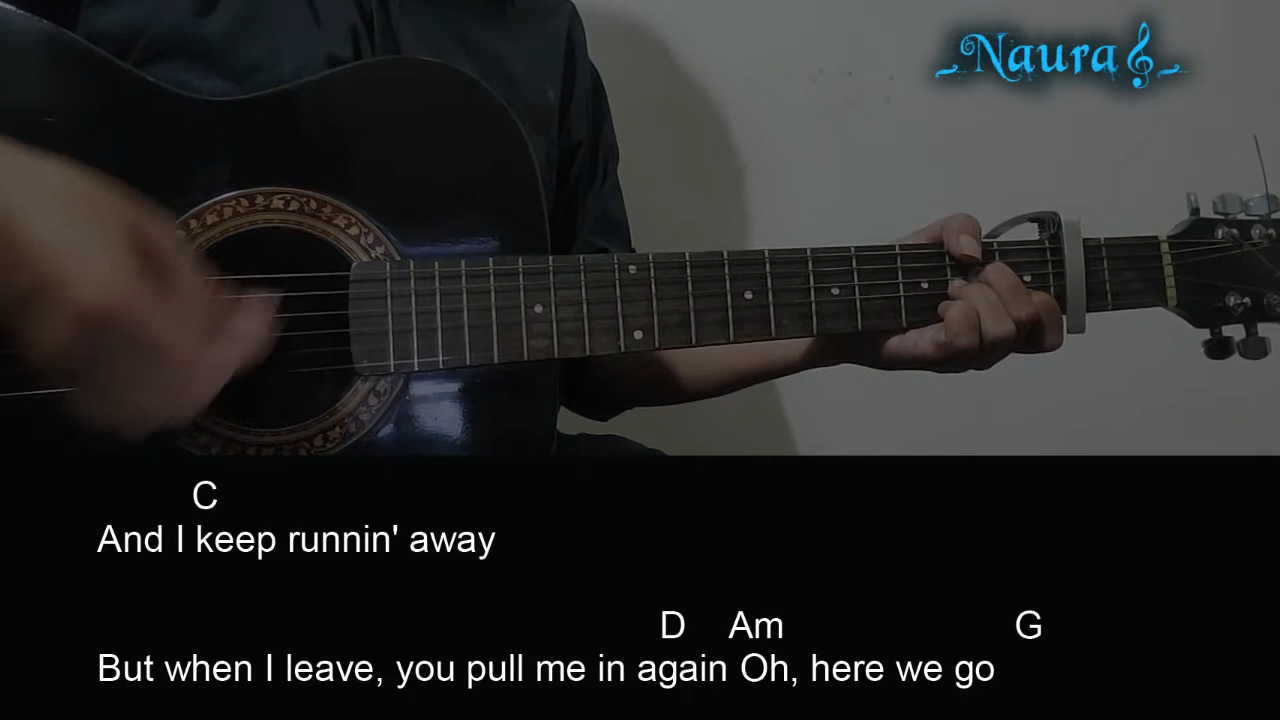 Naura
C
And I keep runnin' away
D Am G
But when I leave, you pull me in again Oh, here we go